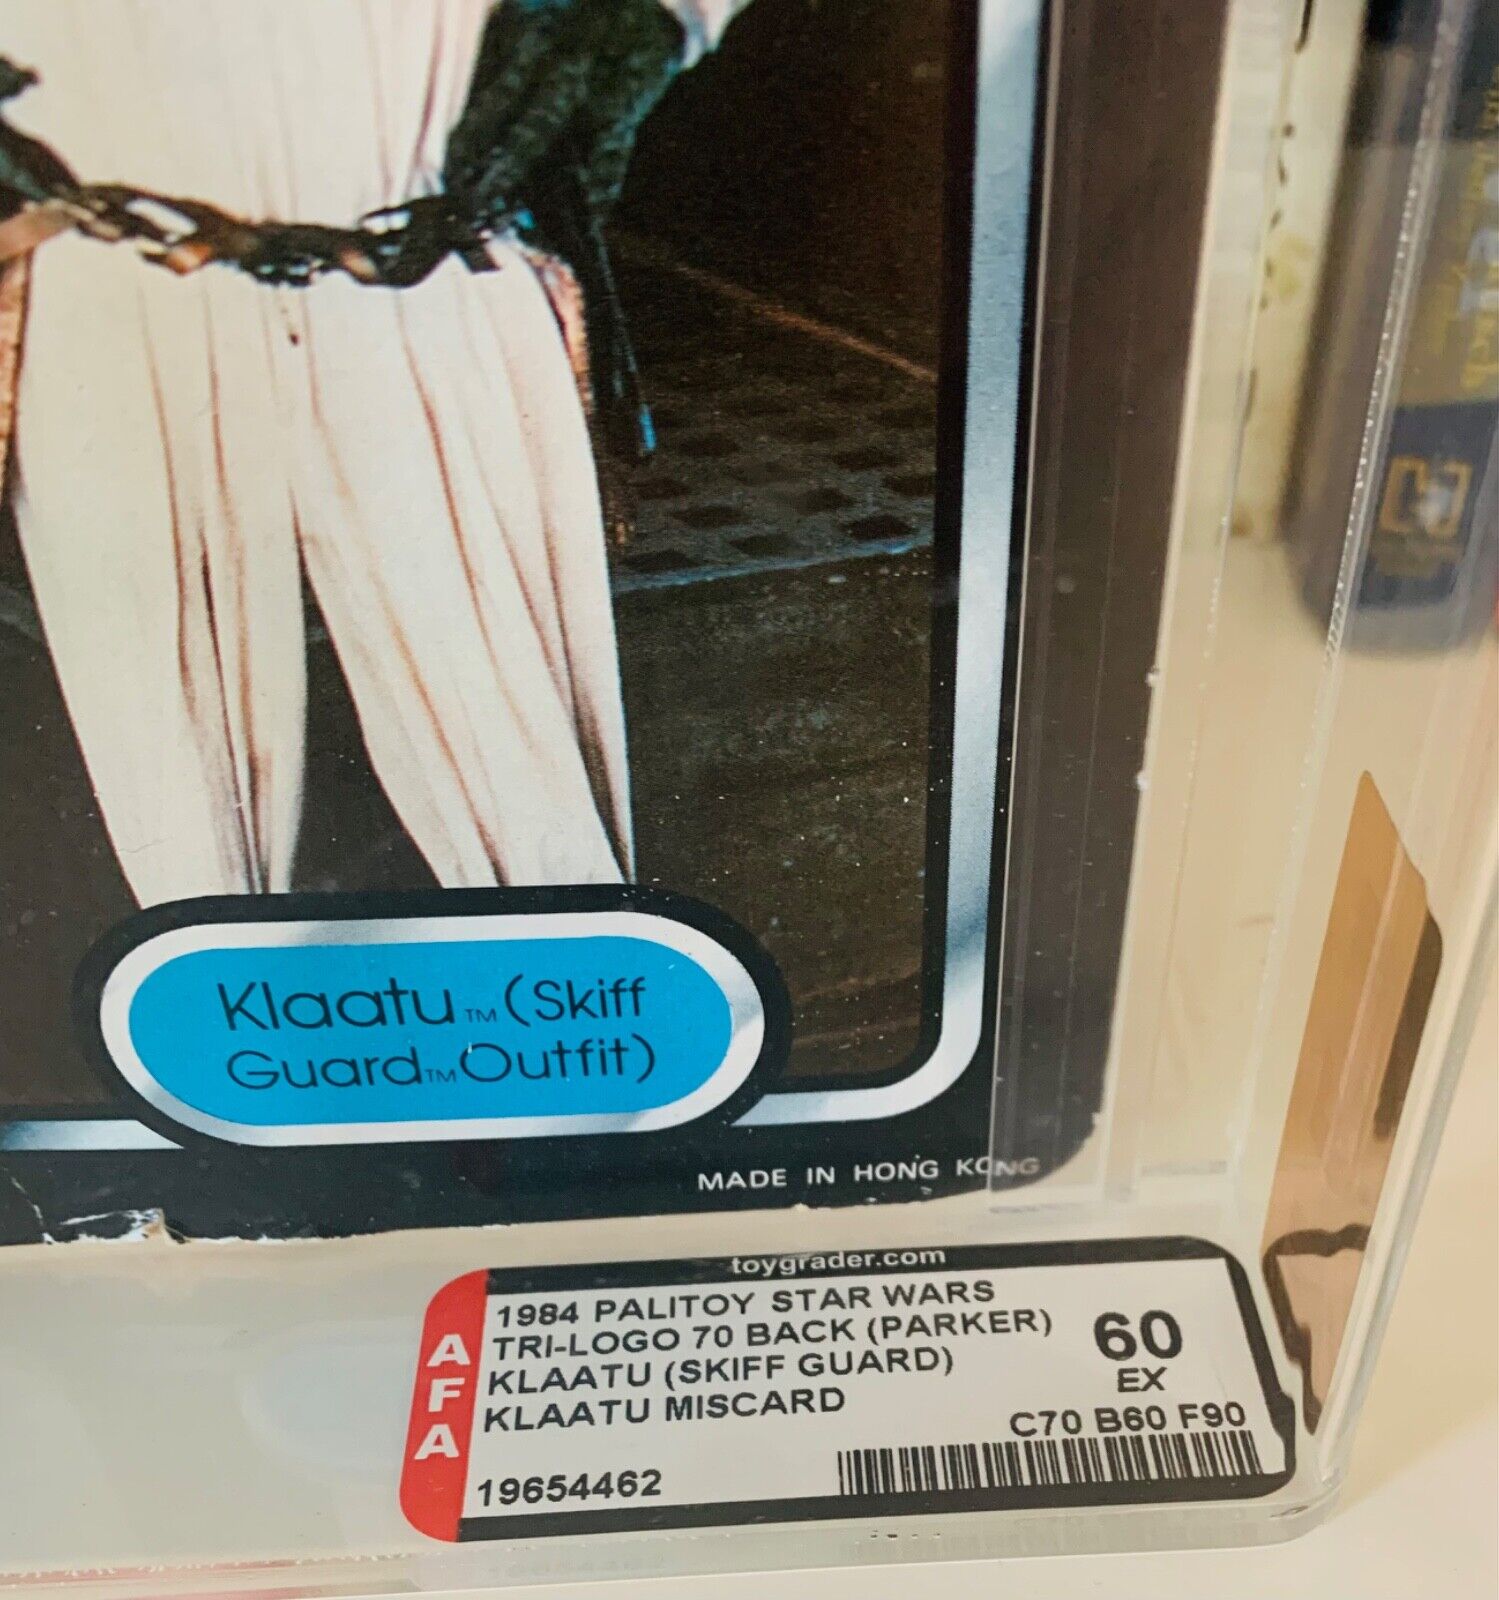 Klaatu™ (Skiff
Guard™ Outfit)
MADE IN HONG KONG
toygrader.com
AFA
1984 PALITOY STAR WARS
TRI-LOGO 70 BACK (PARKER)
KLAATU (SKIFF GUARD)
KLAATU MISCARD
60
EX
C70 B60 F90
19654462